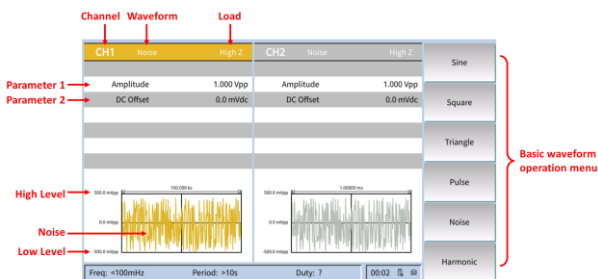 Channel Waveform Load
CH1 Noise High Z CH2 Noise High Z
Sine
Parameter 1 Amplitude 1.000 Vpp Amplitude 1.000 Vpp
Parameter 2 DC Offset 0.0 mVdc DC Offset 0.0 mVdc
Square
Triangle
Basic waveform
operation menu
Pulse
High Level 500.0 mVpp 100.000 ks 500.0 mVpp 1.00000 ms
Noise 0.0 mVpp 0.0 mVpp
Noise
Low Level -500.0 mVpp -500.0 mVpp
Harmonic
Freq: <100mHz Period: >10s Duty: ? 00:02